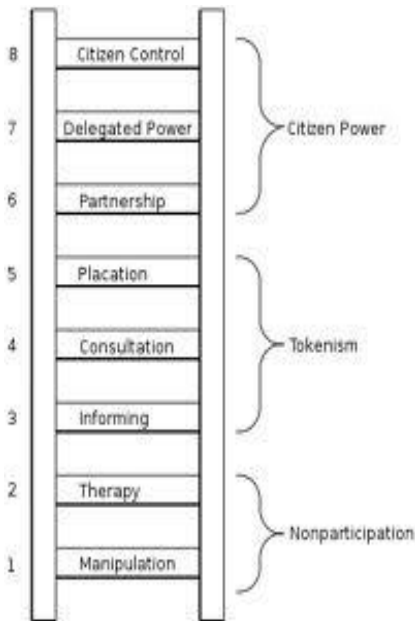 8 Citizen Control
7 Delegated Power
Citizen Power
6 Partnership
5 Placation
4 Consultation
Tokenism
3 Informing
2 Therapy
Nonparticipation
1 Manipulation